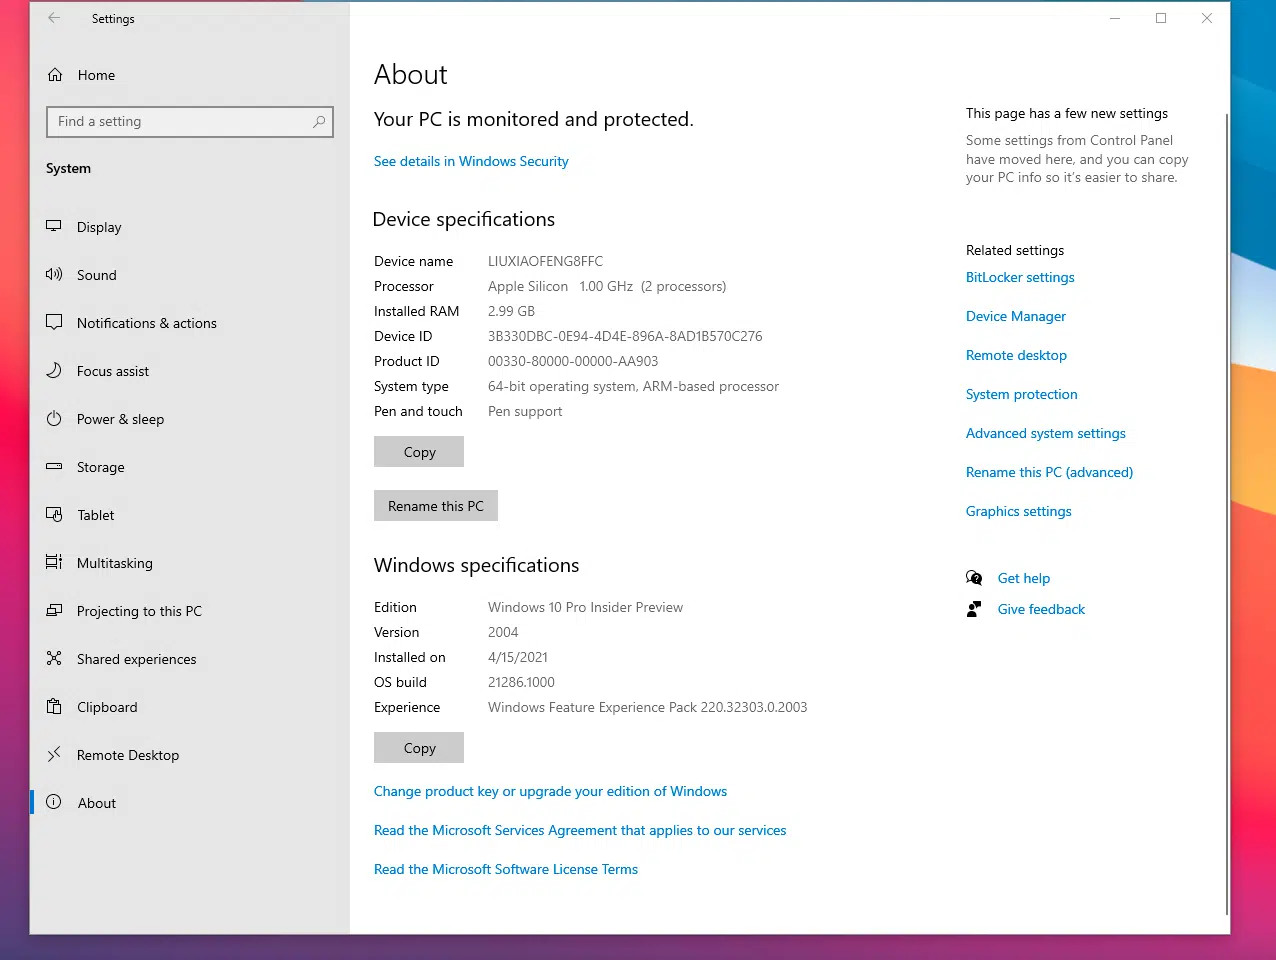 Settings
Home
Find a setting
System
Display
Sound
Notifications & actions
Focus assist
Power & sleep
Storage
Tablet
Multitasking
Projecting to this PC
Shared experiences
Clipboard
Remote Desktop
About
About
Your PC is monitored and protected.
See details in Windows Security
Device specifications
Device name LIUXIAOFENG8FFC
Processor Apple Silicon 1.00 GHz (2 processors)
Installed RAM 2.99 GB
Device ID 3B330DBC-0E94-4D4E-896A-8AD1B570C276
Product ID 00330-80000-00000-AA903
System type 64-bit operating system, ARM-based processor
Pen and touch Pen support
Copy
Rename this PC
Windows specifications
Edition Windows 10 Pro Insider Preview
Version 2004
Installed on 4/15/2021
OS build 21286.1000
Experience Windows Feature Experience Pack 220.32303.0.2003
Copy
Change product key or upgrade your edition of Windows
Read the Microsoft Services Agreement that applies to our services
Read the Microsoft Software License Terms
This page has a few new settings
Some settings from Control Panel
have moved here, and you can copy
your PC info so it's easier to share.
Related settings
BitLocker settings
Device Manager
Remote desktop
System protection
Advanced system settings
Rename this PC (advanced)
Graphics settings
Get help
Give feedback